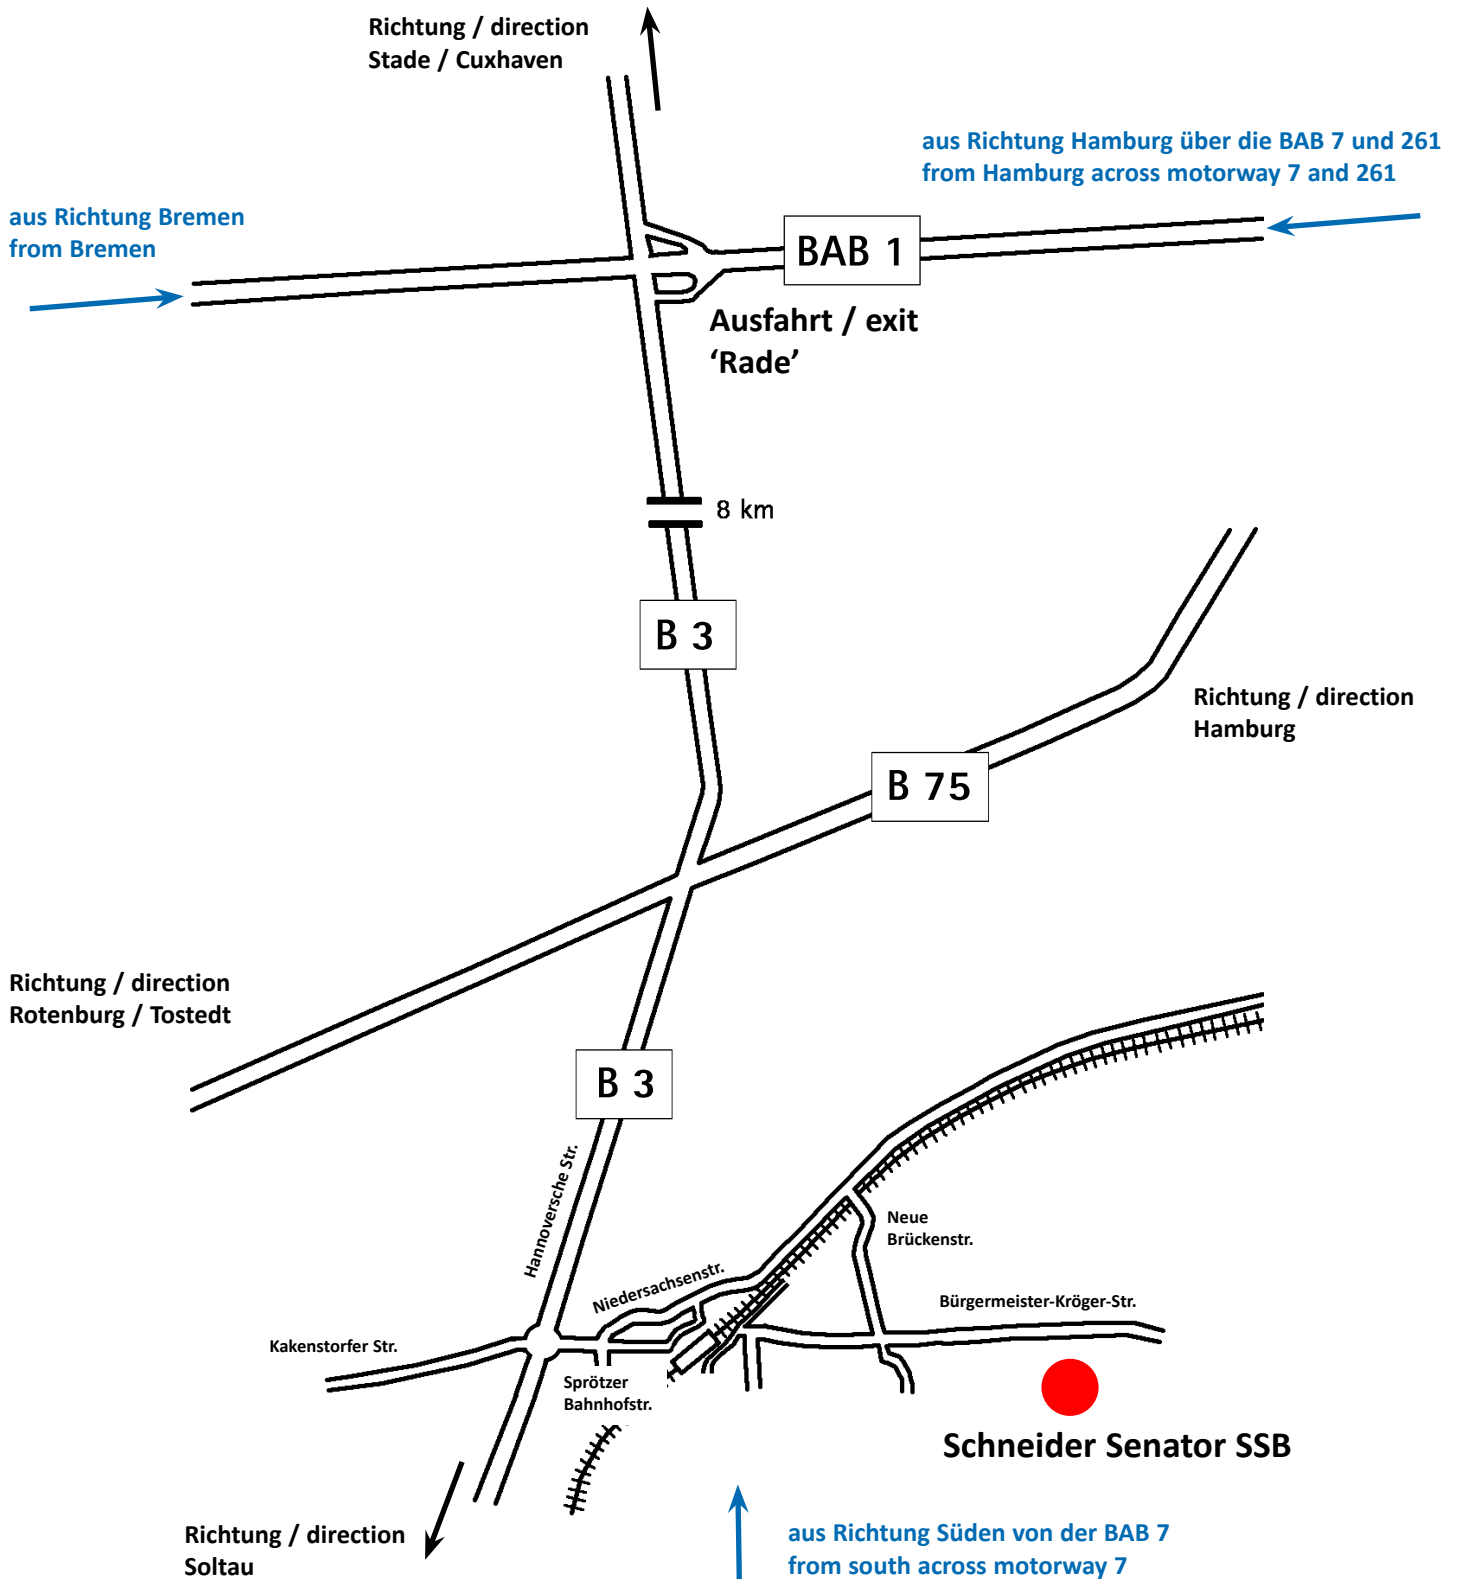 Richtung / direction
Stade / Cuxhaven
aus Richtung Hamburg über die BAB 7 und 261
from Hamburg across motorway 7 and 261
aus Richtung Bremen
from Bremen
BAB 1
Ausfahrt / exit
‘Rade’
8 km
B 3
Richtung / direction
Hamburg
B 75
Richtung / direction
Rotenburg / Tostedt
B 3
Hannoversche Str.
Neue
Brückenstr.
Niedersachsenstr.
Bürgermeister-Kröger-Str.
Kakenstorfer Str.
Sprötzer
Bahnhofstr.
Schneider Senator SSB
Richtung / direction
Soltau
aus Richtung Süden von der BAB 7
from south across motorway 7